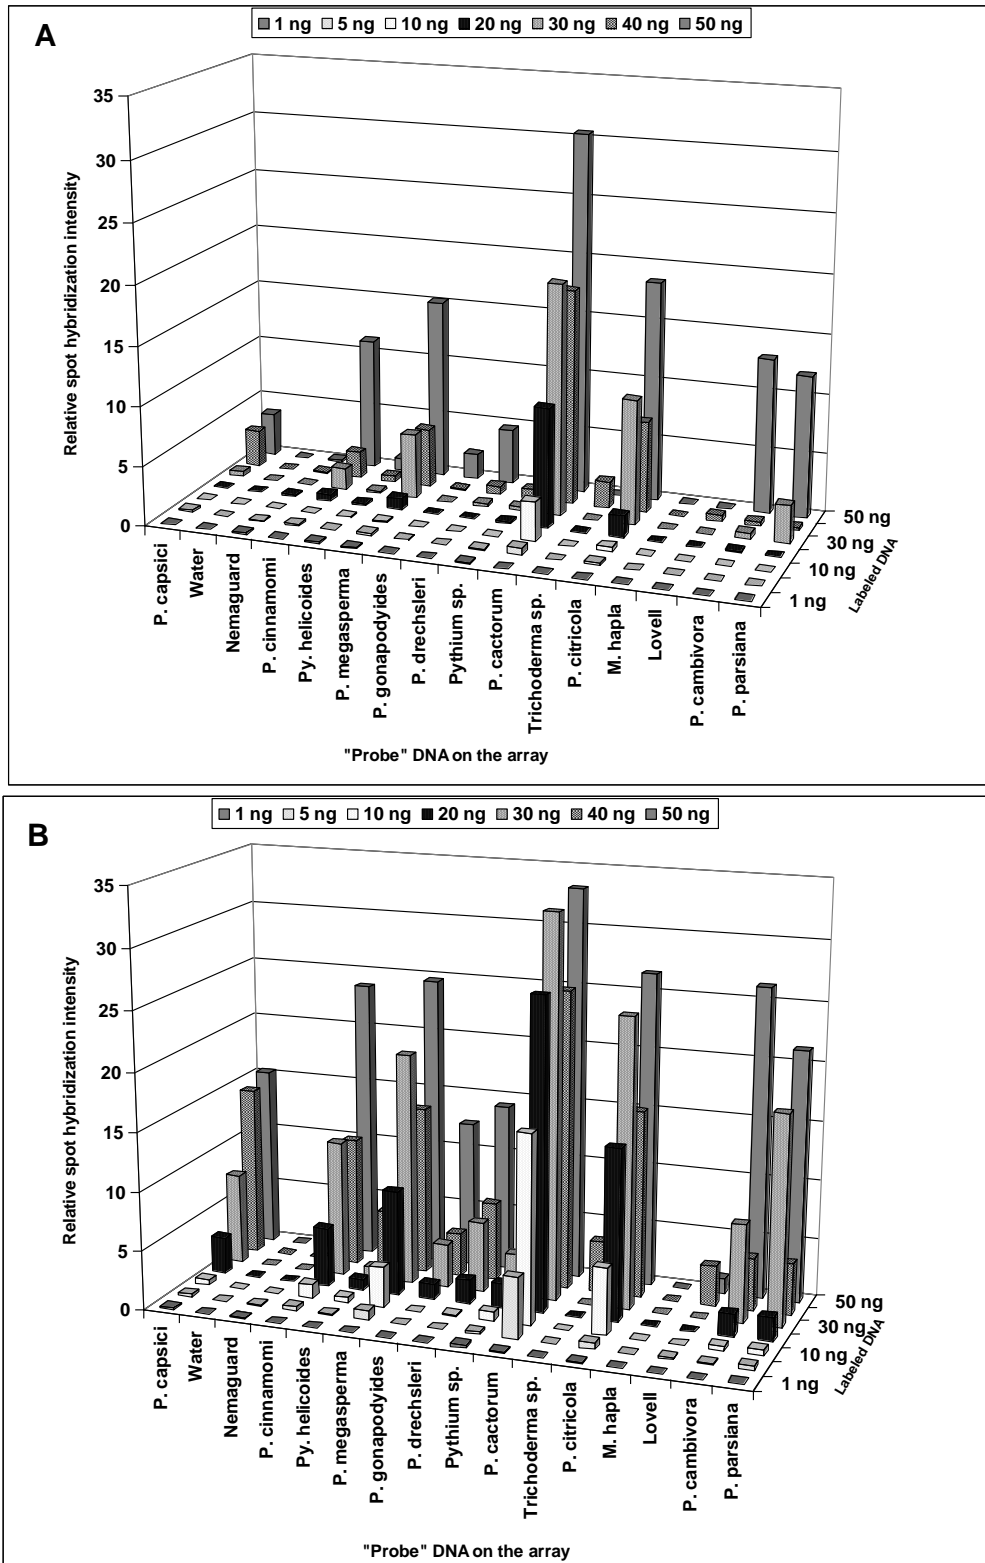 A
1 ng 5 ng 10 ng 20 ng 30 ng 40 ng 50 ng
Relative spot hybridization intensity
35
30
25
20
15
10
5
0
P. capsici
Water
Nemaguard
P. cinnamomi
Py. helicoides
P. megasperma
P. gonapodyides
P. drechsleri
Pythium sp.
P. cactorum
Trichoderma sp.
P. citricola
M. hapla
Lovell
P. cambivora
P. parsiana
1 ng
10 ng
30 ng
50 ng
Labeled DNA
"Probe" DNA on the array
B
1 ng 5 ng 10 ng 20 ng 30 ng 40 ng 50 ng
Relative spot hybridization intensity
35
30
25
20
15
10
5
0
P. capsici
Water
Nemaguard
P. cinnamomi
Py. helicoides
P. megasperma
P. gonapodyides
P. drechsleri
Pythium sp.
P. cactorum
Trichoderma sp.
P. citricola
M. hapla
Lovell
P. cambivora
P. parsiana
1 ng
10 ng
30 ng
50 ng
Labeled DNA
"Probe" DNA on the array